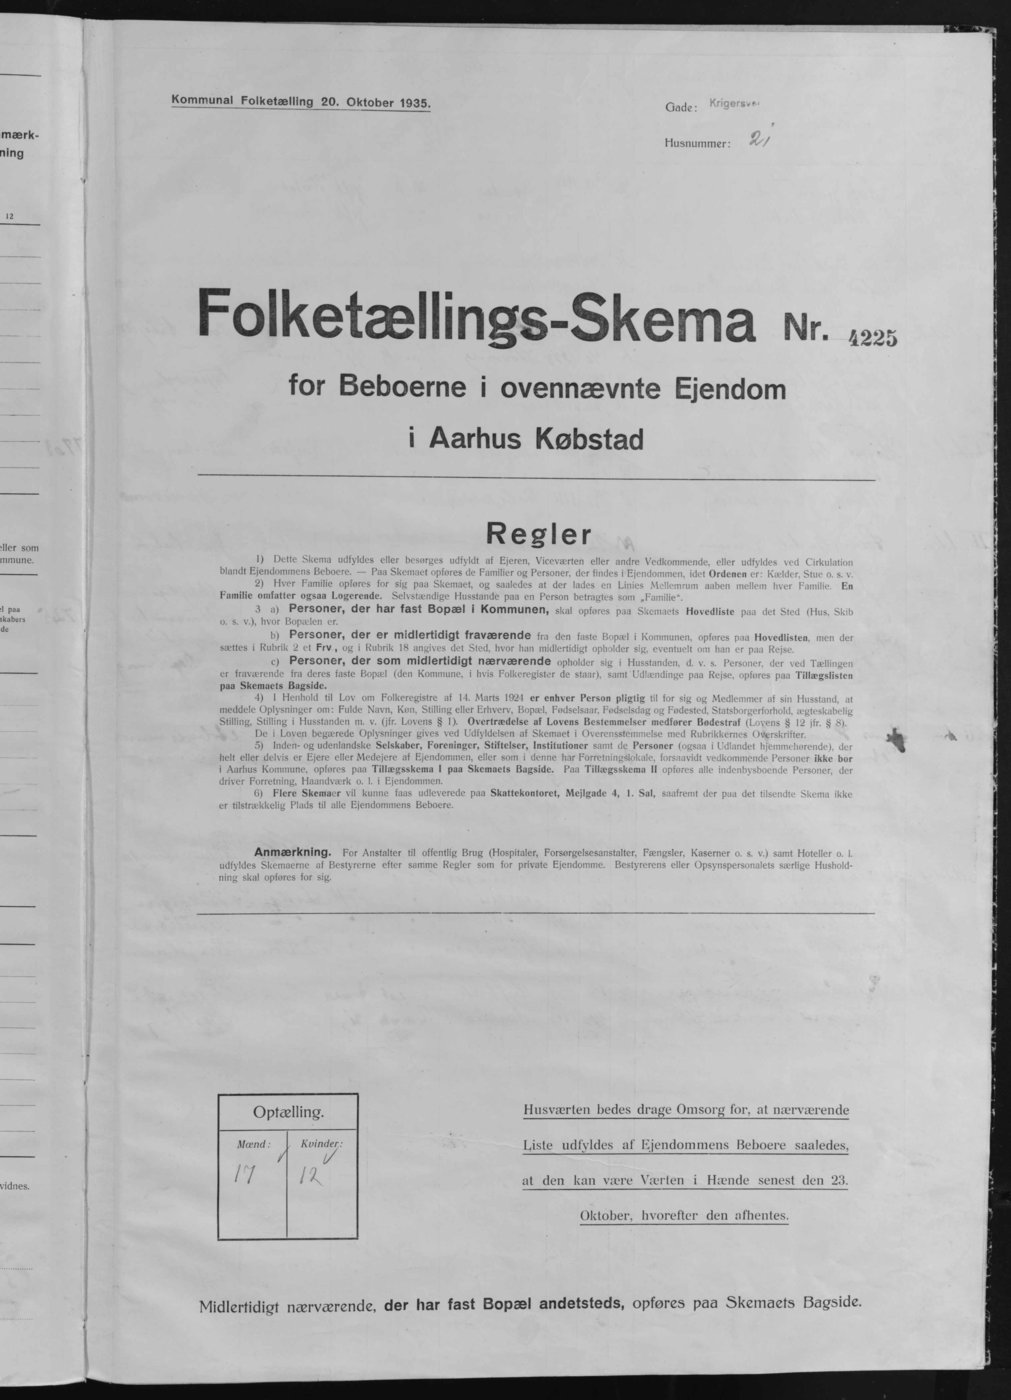 Kommunal Folketælling 20. Oktober 1935.
Gade: Krigersvej
Husnummer: 21
Folketællings-Skema Nr. 4225
for Beboerne i ovennævnte Ejendom
i Aarhus Købstad
Regler
1) Dette Skema udfyldes eller besørges udfyldt af Ejeren, Viceværten eller andre Vedkommende, eller udfyldes ved Cirkulation
blandt Ejendommens Beboere. — Paa Skemaet opføres de Familier og Personer, der findes i Ejendommen, idet Ordenen er: Kælder, Stue o. s. v.
2) Hver Familie opføres for sig paa Skemaet, og saaledes at der lades en Linies Mellemrum aaben mellem hver Familie. En
Familie omfatter ogsaa Logerende. Selvstændige Husstande paa en Person betragtes som „Familie“.
3 a) Personer, der har fast Bopæl i Kommunen, skal opføres paa Skemaets Hovedliste paa det Sted (Hus, Skib
o. s. v.), hvor Bopælen er.
b) Personer, der er midlertidigt fraværende fra den faste Bopæl i Kommunen, opføres paa Hovedlisten, men der
sættes i Rubrik 2 et Frv., og i Rubrik 18 angives det Sted, hvor han midlertidigt opholder sig, eventuelt om han er paa Rejse.
c) Personer, der som midlertidigt nærværende opholder sig i Husstanden, d. v. s. Personer, der ved Tællingen
er fraværende fra deres faste Bopæl (den Kommune, i hvis Folkeregister de staar), samt Udlændinge paa Rejse, opføres paa Tillægslisten
paa Skemaets Bagside.
4) I Henhold til Lov om Folkeregistre af 14. Marts 1924 er enhver Person pligtig til for sig og Medlemmer af sin Husstand, at
meddele Oplysninger om: Fulde Navn, Køn, Stilling eller Erhverv, Bopæl, Fødselsaar, Fødselsdag og Fødested, Statsborgerforhold, ægteskabelig
Stilling, Stilling i Husstanden m. v. (jfr. Lovens § 1). Overtrædelse af Lovens Bestemmelser medfører Bødestraf (Lovens § 12 jfr. § 8).
De i Loven begærede Oplysninger gives ved Udfyldelsen af Skemaet i Overensstemmelse med Rubrikkernes Overskrifter.
5) Inden- og udenlandske Selskaber, Foreninger, Stiftelser, Institutioner samt de Personer (ogsaa i Udlandet hjemmehørende), der
helt eller delvis er Ejere eller Medejere af Ejendommen, eller som i denne har Forretningslokale, forsaavidt vedkommende Personer ikke bor
i Aarhus Kommune, opføres paa Tillægsskema I paa Skemaets Bagside. Paa Tillægsskema II opføres alle indenbysboende Personer, der
driver Forretning, Haandværk o. l. i Ejendommen.
6) Flere Skemaer vil kunne faas udleverede paa Skattekontoret, Mejlgade 4, 1. Sal, saafremt der paa det tilsendte Skema ikke
er tilstrækkelig Plads til alle Ejendommens Beboere.
Anmærkning. For Anstalter til offentlig Brug (Hospitaler, Forsørgelsesanstalter, Fængsler, Kaserner o. s. v.) samt Hoteller o. l.
udfyldes Skemaerne af Bestyrerne efter samme Regler som for private Ejendomme. Bestyrerens eller Opsynspersonalets særlige Hushold-
ning skal opføres for sig.
Optælling.
Mænd: Kvinder:
17 12
Husværten bedes drage Omsorg for, at nærværende
Liste udfyldes af Ejendommens Beboere saaledes,
at den kan være Værten i Hænde senest den 23.
Oktober, hvorefter den afhentes.
Midlertidigt nærværende, der har fast Bopæl andetsteds, opføres paa Skemaets Bagside.
mærk-
ning
12
eller som
mmune.
el paa
skabers
de
vidnes.